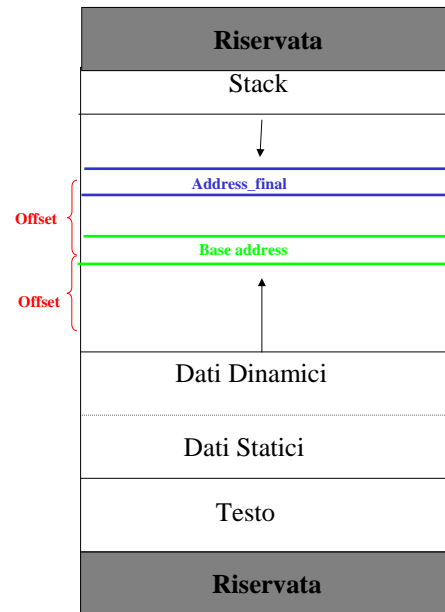 Riservata
Stack
Address_final
Offset
Base address
Offset
Dati Dinamici
Dati Statici
Testo
Riservata